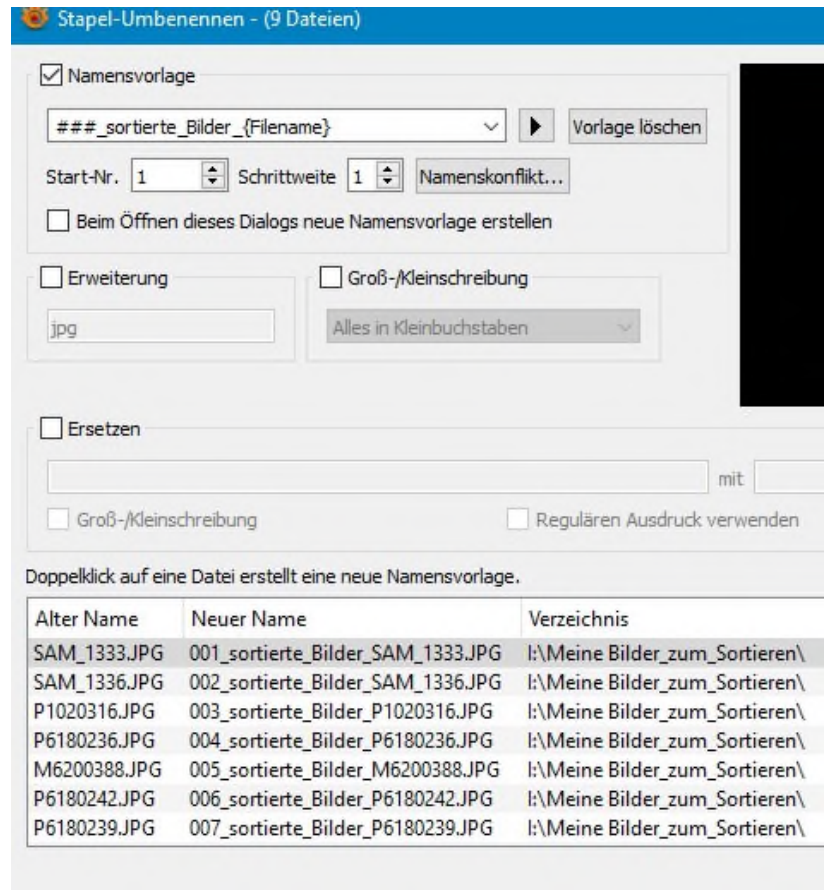 Stapel-Umbenennen - (9 Dateien)
Namensvorlage
###_sortierte_Bilder_{Filename}
Vorlage löschen
Start-Nr. 1 Schrittweite 1 Namenskonflikt...
Beim Öffnen dieses Dialogs neue Namensvorlage erstellen
Erweiterung
jpg
Groß-/Kleinschreibung
Alles in Kleinbuchstaben
Ersetzen
mit
Groß-/Kleinschreibung
Regulären Ausdruck verwenden
Doppelklick auf eine Datei erstellt eine neue Namensvorlage.
Alter Name Neuer Name Verzeichnis
SAM_1333.JPG 001_sortierte_Bilder_SAM_1333.JPG I:\Meine Bilder_zum_Sortieren\
SAM_1336.JPG 002_sortierte_Bilder_SAM_1336.JPG I:\Meine Bilder_zum_Sortieren\
P1020316.JPG 003_sortierte_Bilder_P1020316.JPG I:\Meine Bilder_zum_Sortieren\
P6180236.JPG 004_sortierte_Bilder_P6180236.JPG I:\Meine Bilder_zum_Sortieren\
M6200388.JPG 005_sortierte_Bilder_M6200388.JPG I:\Meine Bilder_zum_Sortieren\
P6180242.JPG 006_sortierte_Bilder_P6180242.JPG I:\Meine Bilder_zum_Sortieren\
P6180239.JPG 007_sortierte_Bilder_P6180239.JPG I:\Meine Bilder_zum_Sortieren\